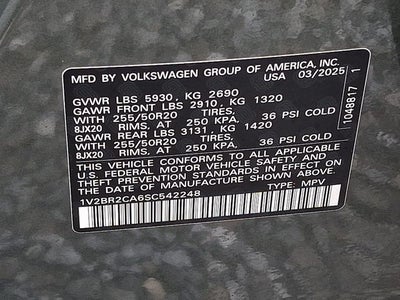 MFD BY VOLKSWAGEN GROUP OF AMERICA, INC.
USA 03/2025
GVWR LBS 5930, KG 2690
GAWR FRONT LBS 2910, KG 1320
WITH 255/50R20 TIRES,
8JX20 RIMS, AT 250 KPA. 36 PSI COLD
GAWR REAR LBS 3131, KG 1420
WITH 255/50R20 TIRES,
8JX20 RIMS, AT 250 KPA. 36 PSI COLD
THIS VEHICLE CONFORMS TO ALL APPLICABLE
U.S. FEDERAL MOTOR VEHICLE SAFETY AND
THEFT PREVENTION STANDARDS IN EFFECT ON
THE DATE OF MANUFACTURE SHOWN ABOVE.
1V2BR2CA6SC542248 TYPE: MPV
1048817 1